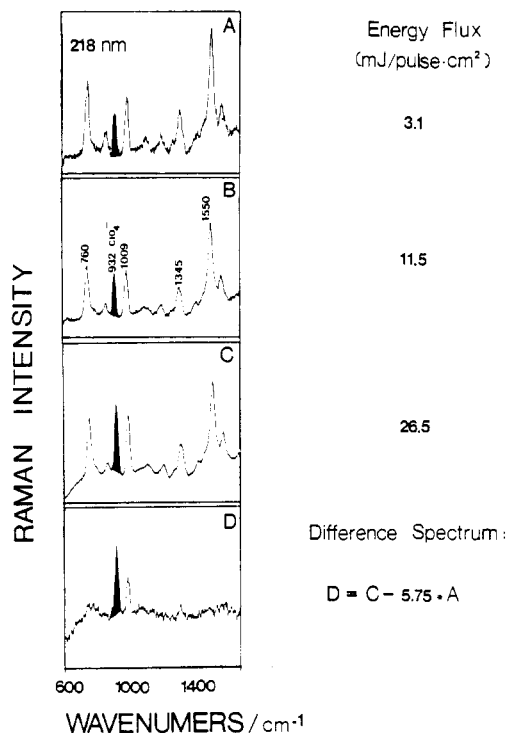 A
218 nm
Energy Flux
(mJ/pulse·cm²)
3.1
B
760
932 ClO₄⁻
1009
1345
1550
11.5
C
26.5
D
Difference Spectrum:
D = C - 5.75 • A
600 1000 1400
RAMAN INTENSITY
WAVENUMERS / cm⁻¹